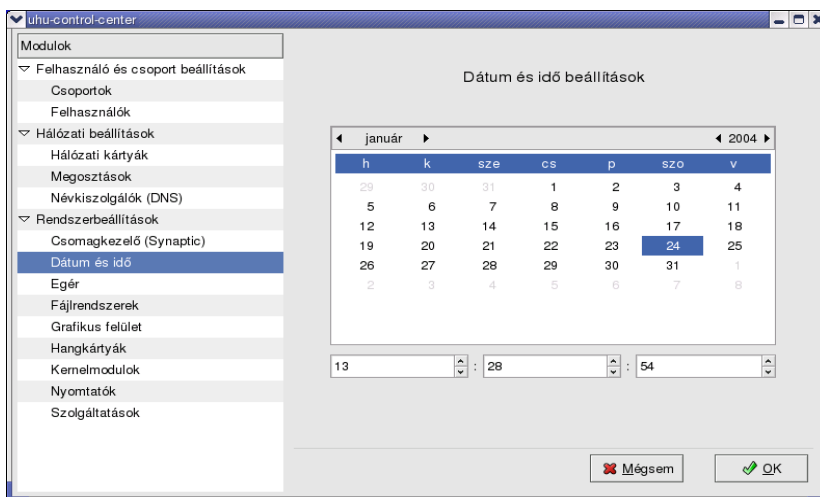 uhu-control-center
Modulok
Felhasználó és csoport beállítások
Csoportok
Felhasználók
Hálózati beállítások
Hálózati kártyák
Megosztások
Névkiszolgálók (DNS)
Rendszerbeállítások
Csomagkezelő (Synaptic)
Dátum és idő
Egér
Fájlrendszerek
Grafikus felület
Hangkártyák
Kernelmodulok
Nyomtatók
Szolgáltatások
Dátum és idő beállítások
január 2004
h k sze cs p szo v
29 30 31 1 2 3 4
5 6 7 8 9 10 11
12 13 14 15 16 17 18
19 20 21 22 23 24 25
26 27 28 29 30 31 1
2 3 4 5 6 7 8
13 : 28 : 54
Mégsem OK